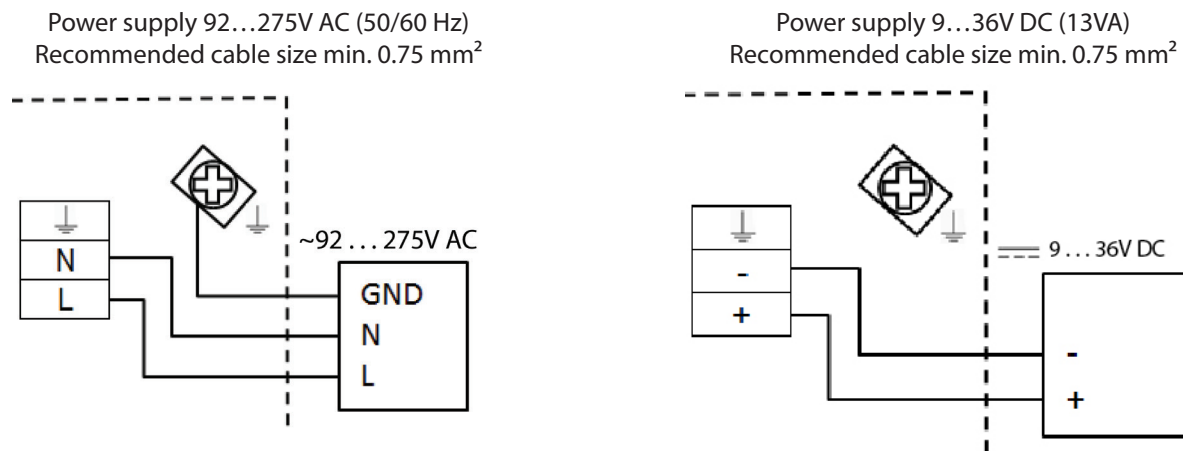 Power supply 92…275V AC (50/60 Hz)
Recommended cable size min. 0.75 mm²
N
L
~92 … 275V AC
GND
N
L
Power supply 9…36V DC (13VA)
Recommended cable size min. 0.75 mm²
-
+
9 … 36V DC
-
+